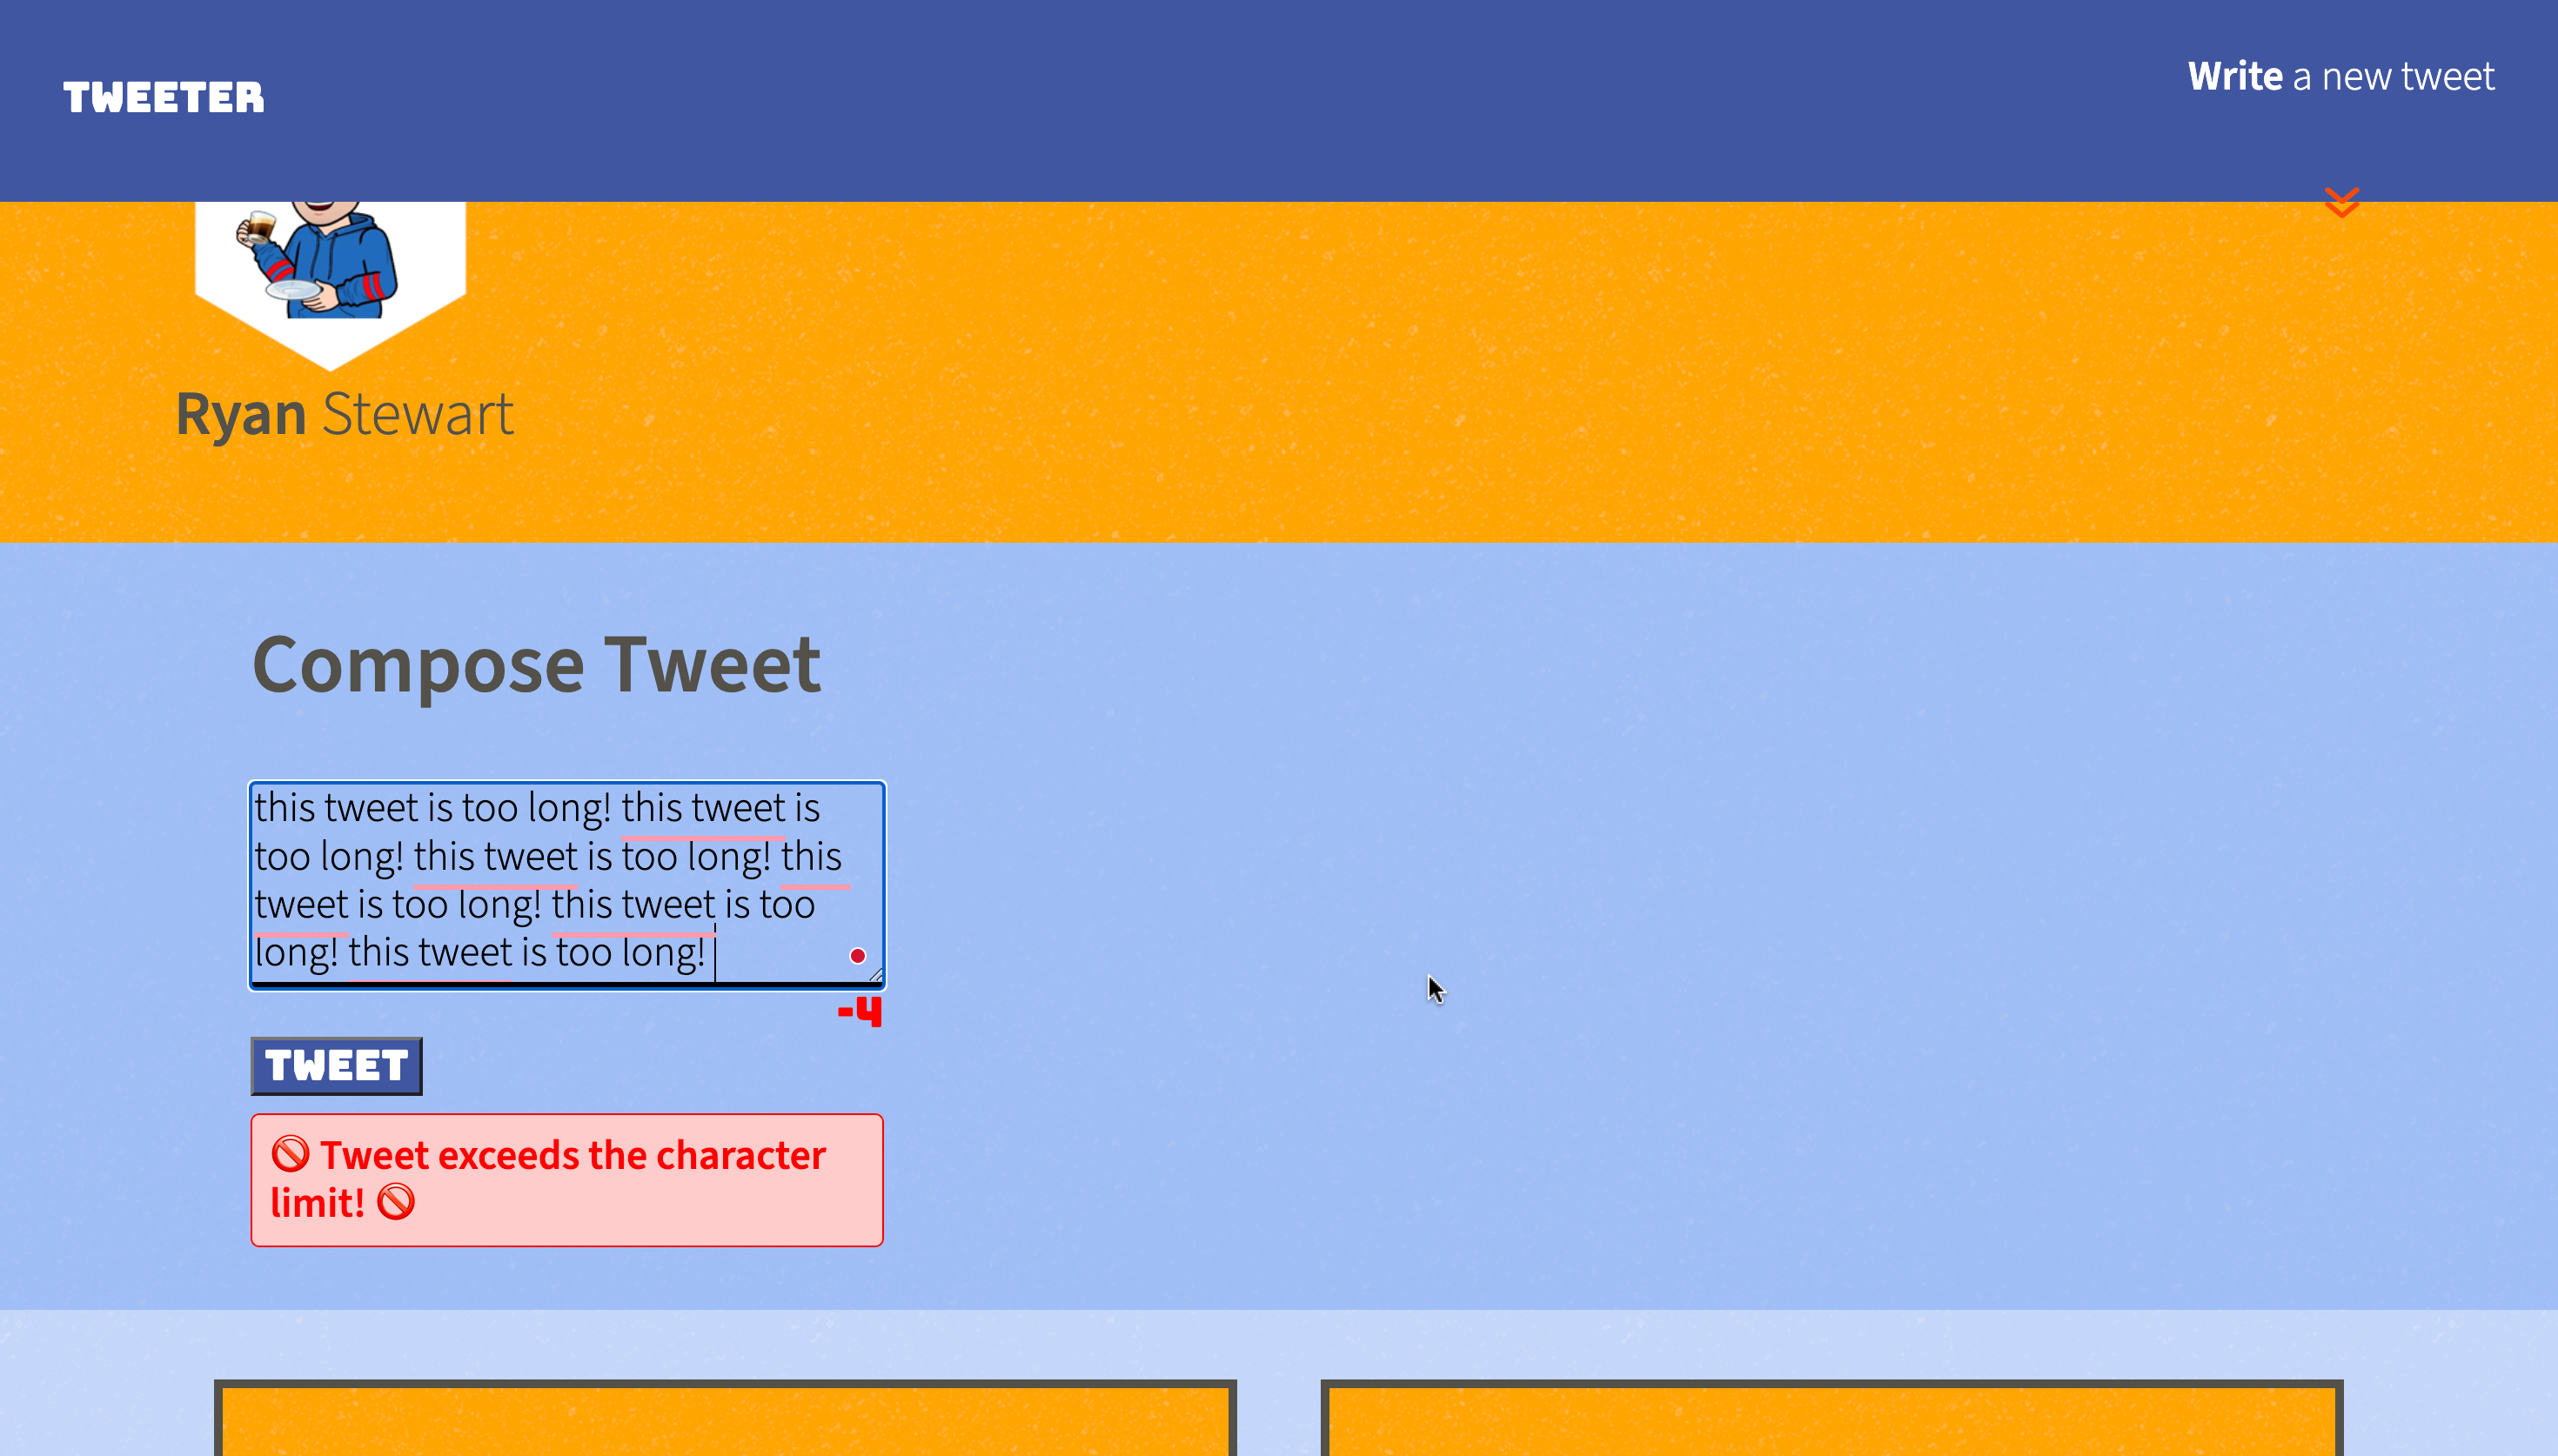 TWEETER
Write a new tweet
Ryan Stewart
Compose Tweet
this tweet is too long! this tweet is
too long! this tweet is too long! this
tweet is too long! this tweet is too
long! this tweet is too long!
-4
TWEET
🚫 Tweet exceeds the character
limit! 🚫